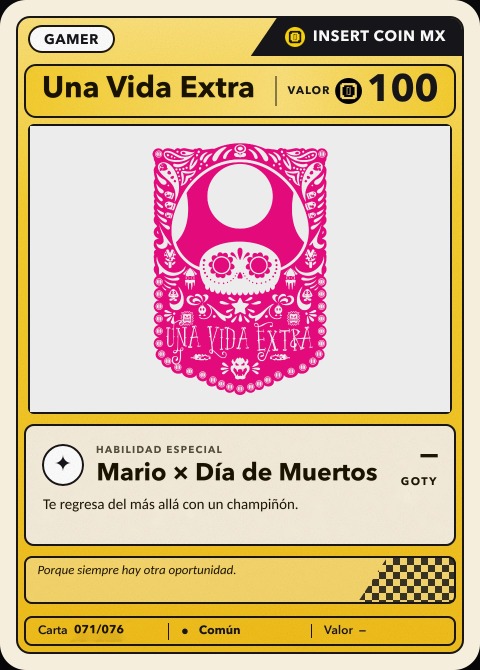 GAMER
INSERT COIN MX
Una Vida Extra
VALOR 100
UNA VIDA EXTRA
HABILIDAD ESPECIAL
Mario × Día de Muertos
—
GOTY
Te regresa del más allá con un champiñón.
Porque siempre hay otra oportunidad.
Carta 071/076 • Común Valor —